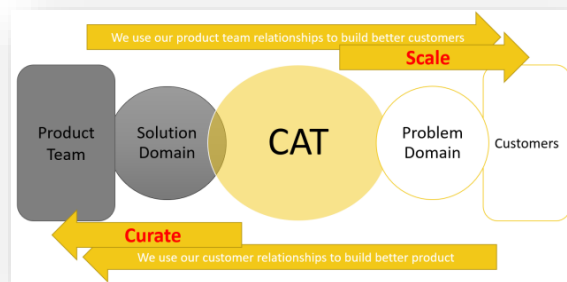 We use our product team relationships to build better customers
Scale
Product
Team
Solution
Domain
CAT
Problem
Domain
Customers
Curate
We use our customer relationships to build better product